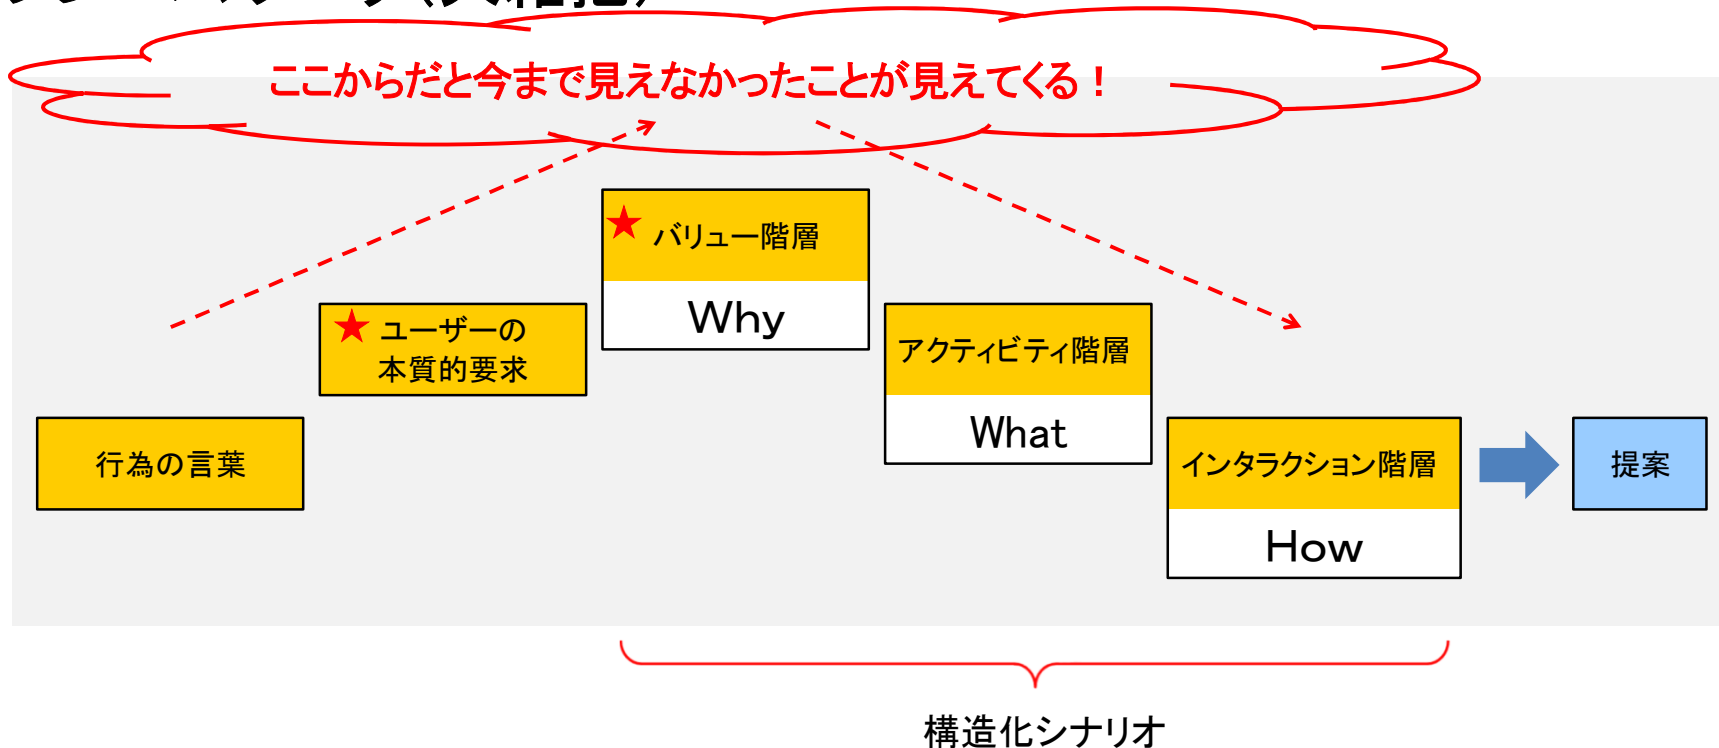 ここからだと今まで見えなかったことが見えてくる！
★バリュー階層
Why
★ユーザーの
本質的要求
アクティビティ階層
What
行為の言葉
インタラクション階層
How
提案
構造化シナリオ